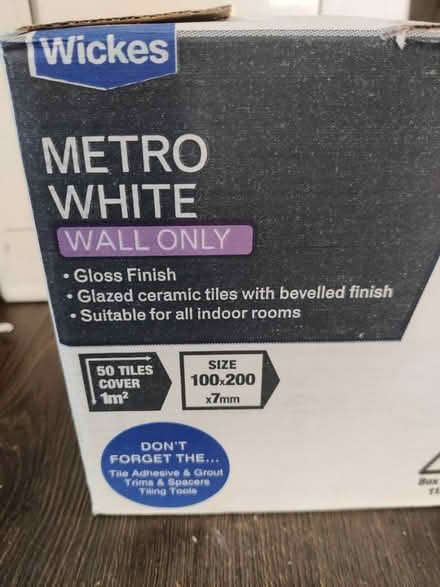 Wickes
METRO
WHITE
WALL ONLY
• Gloss Finish
• Glazed ceramic tiles with bevelled finish
• Suitable for all indoor rooms
50 TILES
COVER
1m²
SIZE
100x200
x7mm
DON'T
FORGET THE...
Tile Adhesive & Grout
Trims & Spacers
Tiling Tools
Box